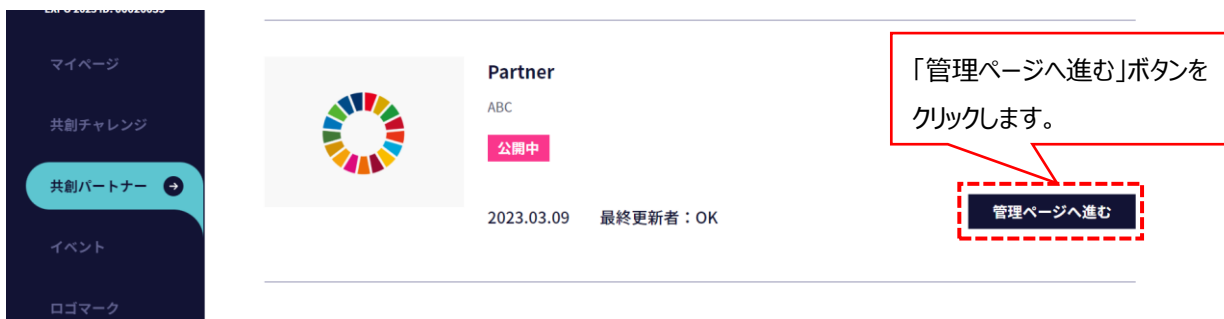 マイページ
共創チャレンジ
共創パートナー
イベント
ロゴマーク
Partner
ABC
公開中
2023.03.09 最終更新者：OK
「管理ページへ進む」ボタンを
クリックします。
管理ページへ進む